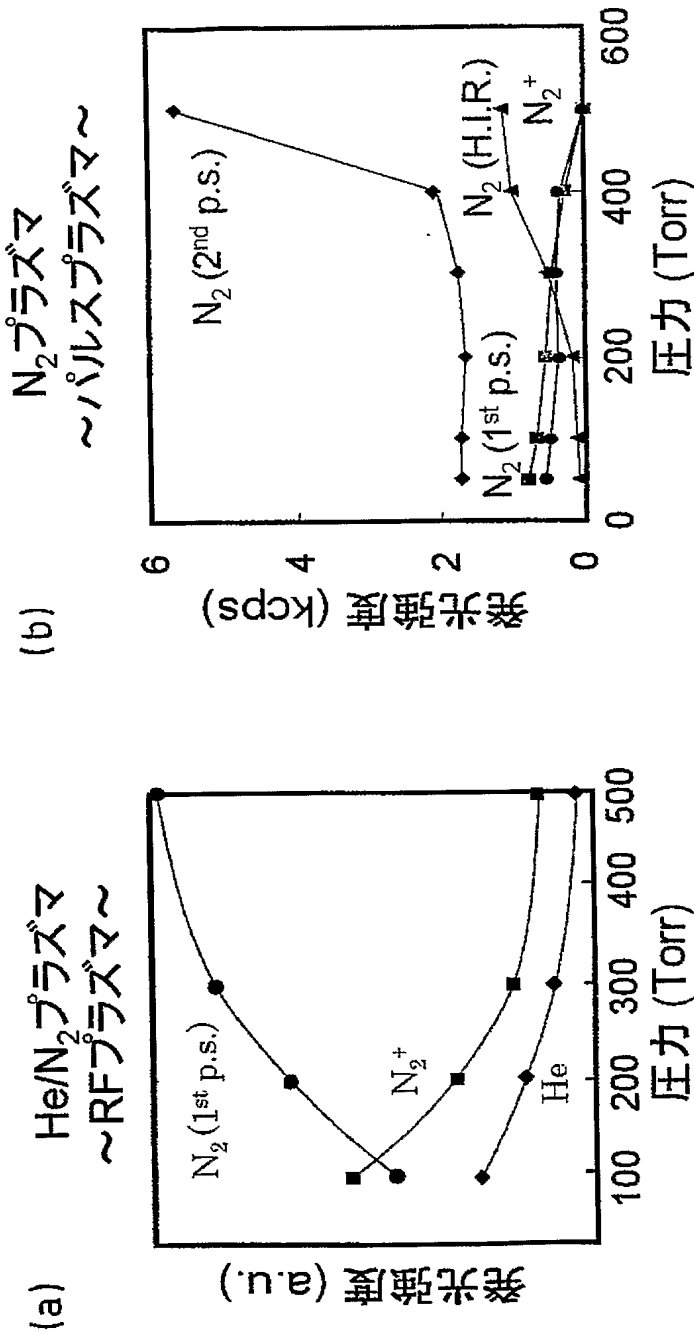 (a)
He/N₂プラズマ
～RFプラズマ～
発光強度 (a.u.)
N₂ (1ˢᵗ p.s.)
N₂⁺
He
100 200 300 400 500
圧力 (Torr)
(b)
N₂プラズマ
～パルスプラズマ～
発光強度 (kcps)
6
4
2
0
N₂ (2ⁿᵈ p.s.)
N₂ (1ˢᵗ p.s.)
N₂ (H.I.R.)
N₂⁺
0 200 400 600
圧力 (Torr)